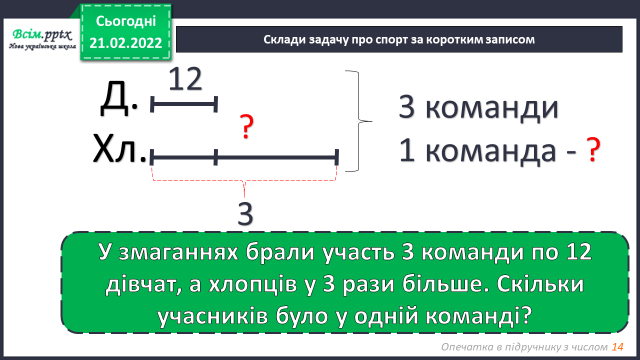 Всім.pptx
Нова українська школа
Сьогодні
21.02.2022
Склади задачу про спорт за коротким записом
12
Д.
?
Хл.
3
3 команди
1 команда - ?
У змаганнях брали участь 3 команди по 12
дівчат, а хлопців у 3 рази більше. Скільки
учасників було у одній команді?
Опечатка в підручнику з числом 14